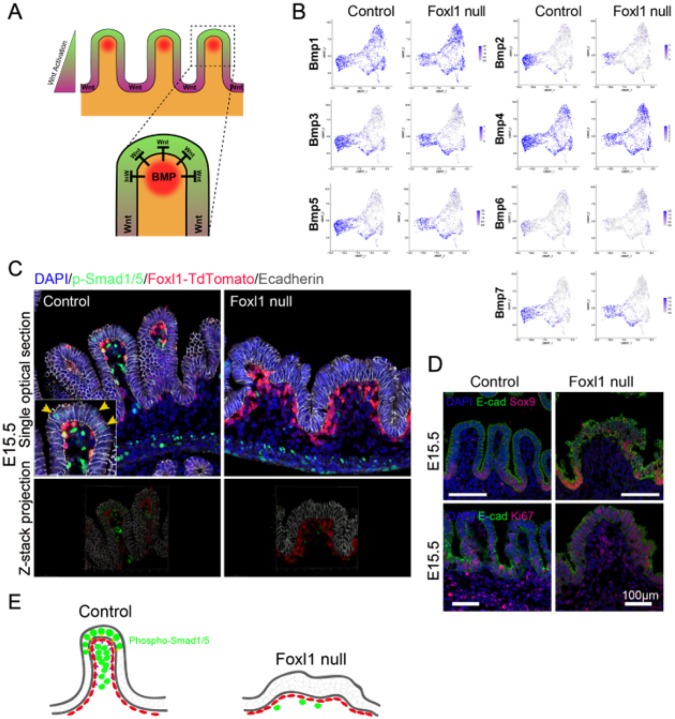 A
Wnt Activation
Wnt
Wnt
Wnt
Wnt
Wnt
Wnt
Wnt
Wnt
Wnt
BMP
Wnt
Wnt
B
Control
Foxl1 null
Control
Foxl1 null
Bmp1
Bmp2
Bmp3
Bmp4
Bmp5
Bmp6
Bmp7
C
DAPI/p-Smad1/5/Foxl1-TdTomato/Ecadherin
Control
Foxl1 null
E15.5
Single optical section
Z-stack projection
D
Control
Foxl1 null
DAPI E-cad Sox9
E15.5
DAPI E-cad Ki67
E15.5
100µm
E
Control
Phospho-Smad1/5
Foxl1 null